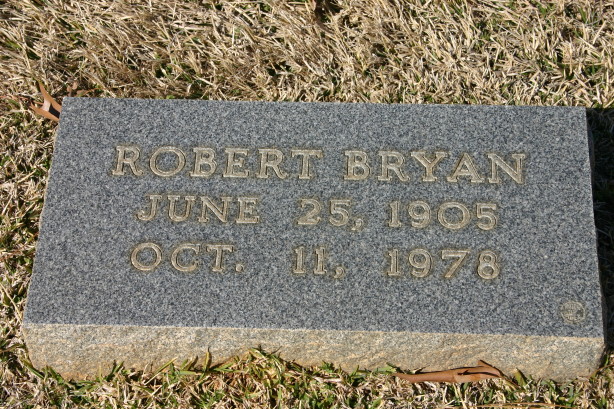 ROBERT BRYAN
JUNE 25, 1905
OCT. 11, 1978